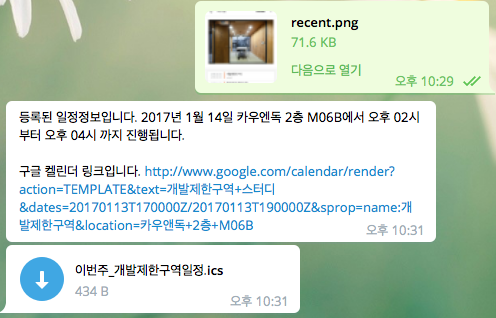 recent.png
71.6 KB
다음으로 열기
오후 10:29
등록된 일정정보입니다. 2017년 1월 14일 카우엔독 2층 M06B에서 오후 02시
부터 오후 04시 까지 진행됩니다.
구글 켈린더 링크입니다. http://www.google.com/calendar/render?
action=TEMPLATE&text=개발제한구역+스터디
&dates=20170113T170000Z/20170113T190000Z&sprop=name:개
발제한구역&location=카우앤독+2층+M06B
오후 10:31
이번주_개발제한구역일정.ics
434 B
오후 10:31